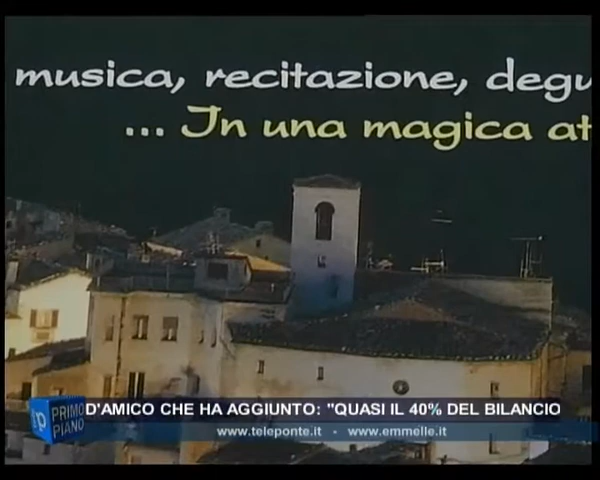 musica, recitazione, degu
... In una magica at
D'AMICO CHE HA AGGIUNTO: "QUASI IL 40% DEL BILANCIO
p PRIMO
PIANO
www.teleponte.it - www.emmelle.it